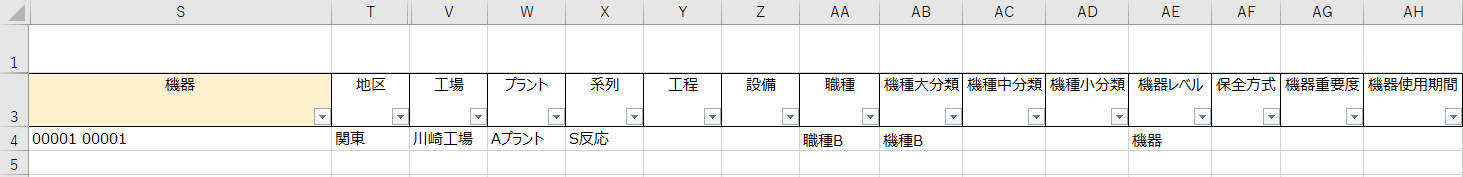 S T V W X Y Z AA AB AC AD AE AF AG AH
1
3 機器 地区 工場 プラント 系列 工程 設備 職種 機種大分類 機種中分類 機種小分類 機器レベル 保全方式 機器重要度 機器使用期間
4 00001 00001 関東 川崎工場 Aプラント S反応 職種B 機種B 機器
5